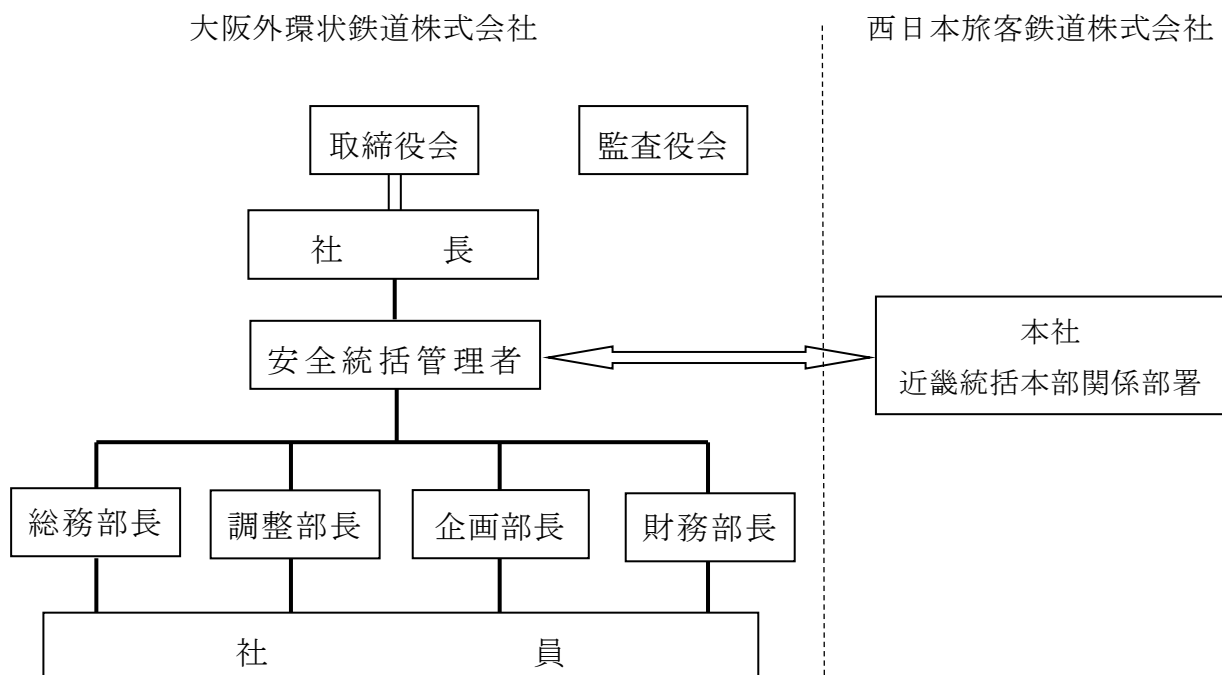 大阪外環状鉄道株式会社
西日本旅客鉄道株式会社
取締役会
監査役会
社　　　長
安全統括管理者
本社
近畿統括本部関係部署
総務部長
調整部長
企画部長
財務部長
社　　　　　　　　員